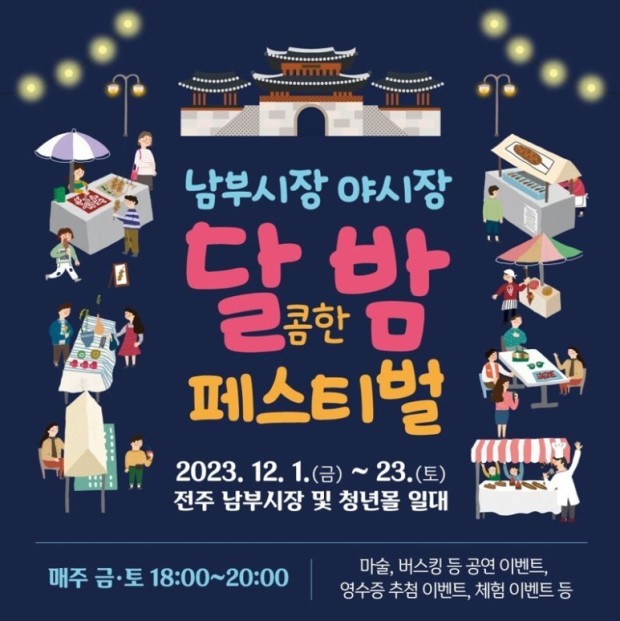 남부시장 야시장
달콤한 밤
페스티벌
2023. 12. 1.(금) ~ 23.(토)
전주 남부시장 및 청년몰 일대
매주 금·토 18:00~20:00
마술, 버스킹 등 공연 이벤트,
영수증 추첨 이벤트, 체험 이벤트 등